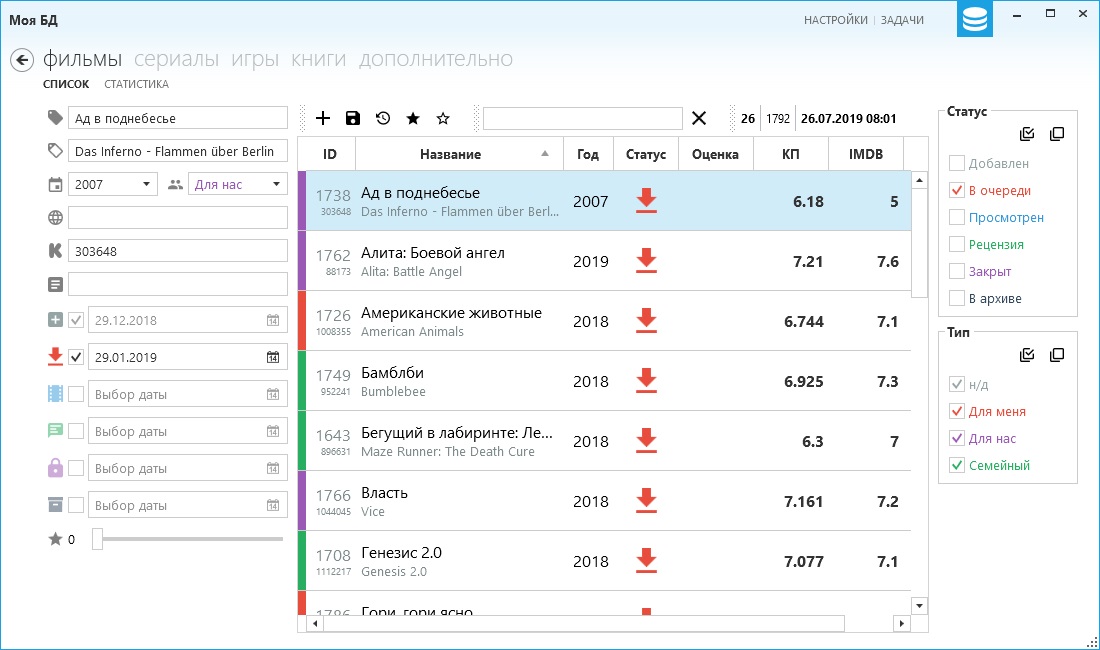 Моя БД
НАСТРОЙКИ | ЗАДАЧИ
фильмы сериалы игры книги дополнительно
СПИСОК СТАТИСТИКА
Ад в поднебесье
Das Inferno - Flammen über Berlin
2007 Для нас
303648
29.12.2018
29.01.2019
Выбор даты
Выбор даты
Выбор даты
Выбор даты
0
26 1792 26.07.2019 08:01
ID Название Год Статус Оценка КП IMDB
1738 Ад в поднебесье 2007 6.18 5
303648 Das Inferno - Flammen über Berl...
1762 Алита: Боевой ангел 2019 7.21 7.6
88173 Alita: Battle Angel
1726 Американские животные 2018 6.744 7.1
1008355 American Animals
1749 Бамблби 2018 6.925 7.3
952241 Bumblebee
1643 Бегущий в лабиринте: Ле... 2018 6.3 7
896631 Maze Runner: The Death Cure
1766 Власть 2018 7.161 7.2
1044045 Vice
1708 Генезис 2.0 2018 7.077 7.1
1112217 Genesis 2.0
1786 Гори, гори ясно
Статус
Добавлен
В очереди
Просмотрен
Рецензия
Закрыт
В архиве
Тип
н/д
Для меня
Для нас
Семейный